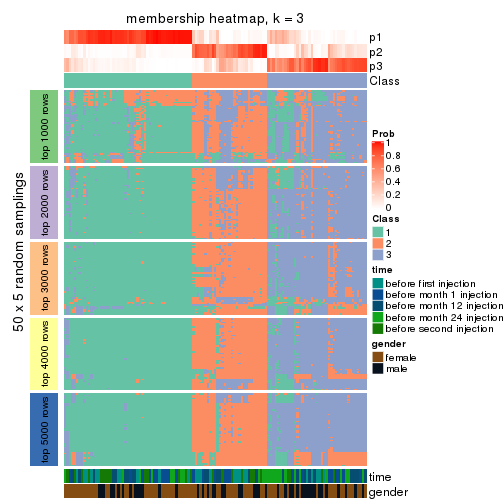 membership heatmap, k = 3
p1
p2
p3
Class
50 x 5 random samplings
top 1000 rows
top 2000 rows
top 3000 rows
top 4000 rows
top 5000 rows
time
gender
Prob
1
0.8
0.6
0.4
0.2
0
Class
1
2
3
time
before first injection
before month 1 injection
before month 12 injection
before month 24 injection
before second injection
gender
female
male